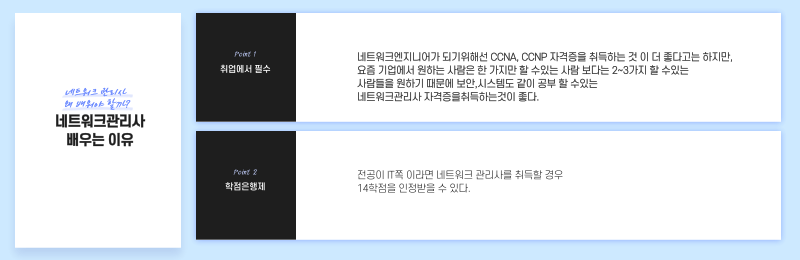 네트워크 관리사
왜 배워야 할까?
네트워크관리사
배우는 이유
Point 1
취업에서 필수
네트워크엔지니어가 되기위해선 CCNA, CCNP 자격증을 취득하는 것 이 더 좋다고는 하지만,
요즘 기업에서 원하는 사람은 한 가지만 할 수있는 사람 보다는 2~3가지 할 수있는
사람들을 원하기 때문에 보안,시스템도 같이 공부 할 수있는
네트워크관리사 자격증을취득하는것이 좋다.
Point 2
학점은행제
전공이 IT쪽 이라면 네트워크 관리사를 취득할 경우
14학점을 인정받을 수 있다.